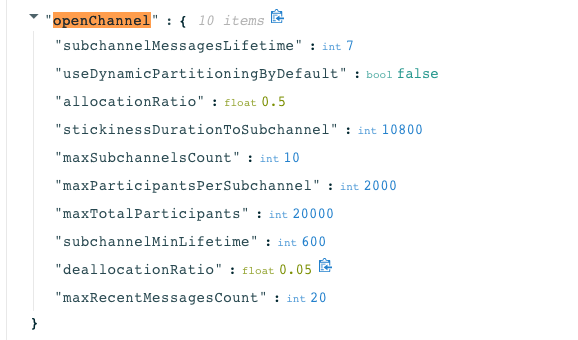 "openChannel" : { 10 items
"subchannelMessagesLifetime" : int 7
"useDynamicPartitioningByDefault" : bool false
"allocationRatio" : float 0.5
"stickinessDurationToSubchannel" : int 10800
"maxSubchannelsCount" : int 10
"maxParticipantsPerSubchannel" : int 2000
"maxTotalParticipants" : int 20000
"subchannelMinLifetime" : int 600
"deallocationRatio" : float 0.05
"maxRecentMessagesCount" : int 20
}